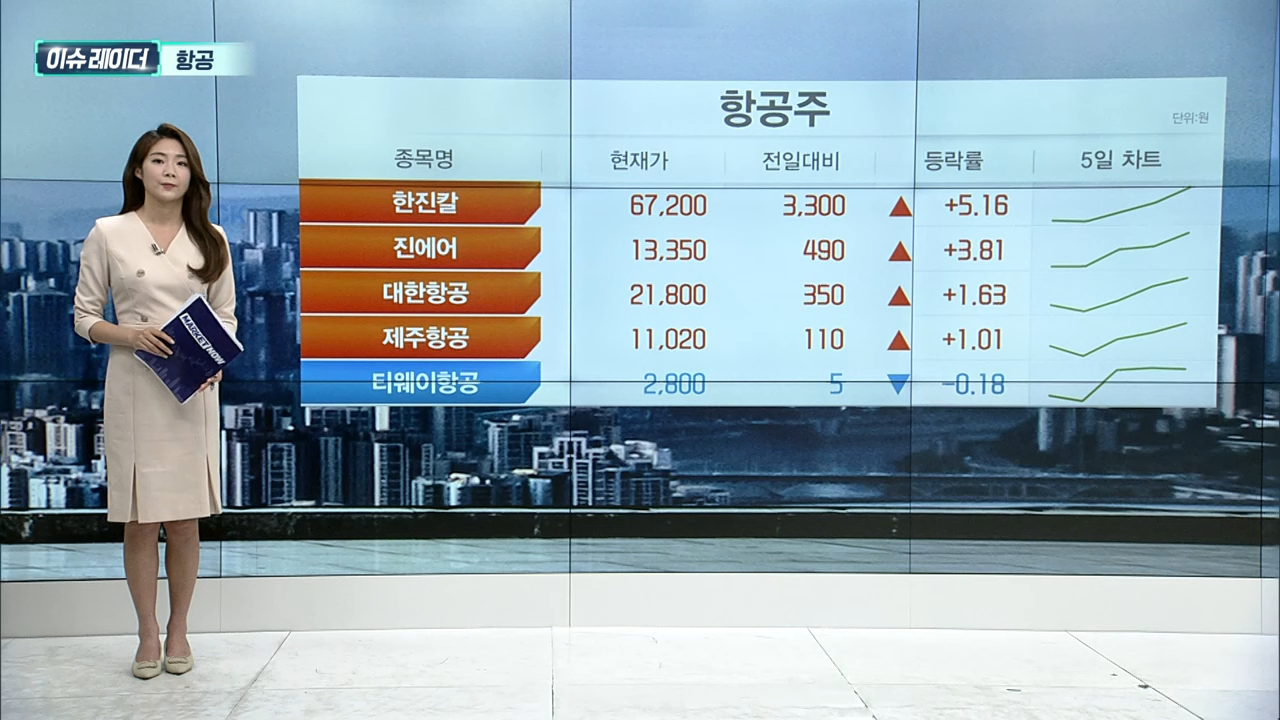 이슈 레이더 항공
항공주
단위:원
종목명 현재가 전일대비 등락률 5일 차트
한진칼 67,200 3,300 ▲ +5.16
진에어 13,350 490 ▲ +3.81
대한항공 21,800 350 ▲ +1.63
제주항공 11,020 110 ▲ +1.01
티웨이항공 2,800 5 ▼ -0.18
MARKET NOW